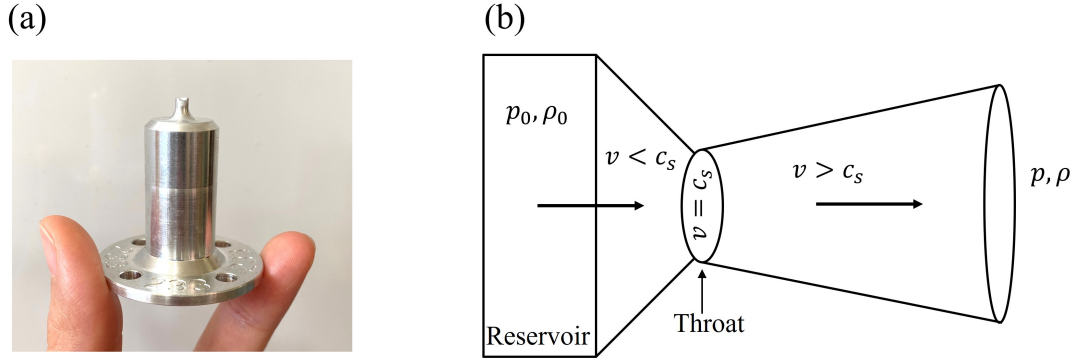 (a)
(b)
p₀, ρ₀
v < cₛ
v = cₛ
v > cₛ
p, ρ
Reservoir
Throat